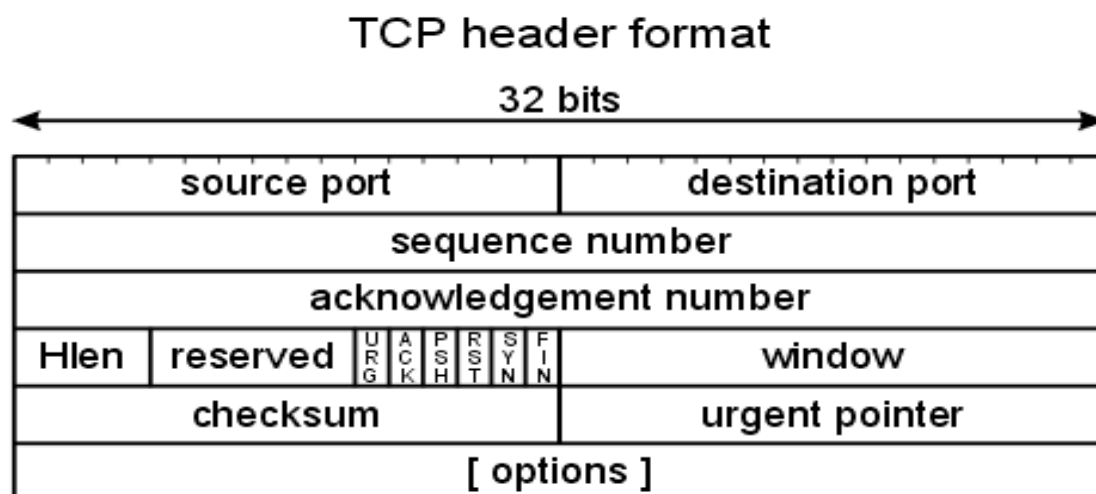 TCP header format
32 bits
source port destination port
sequence number
acknowledgement number
Hlen reserved URG ACK PSH RST SYN FIN window
checksum urgent pointer
[ options ]